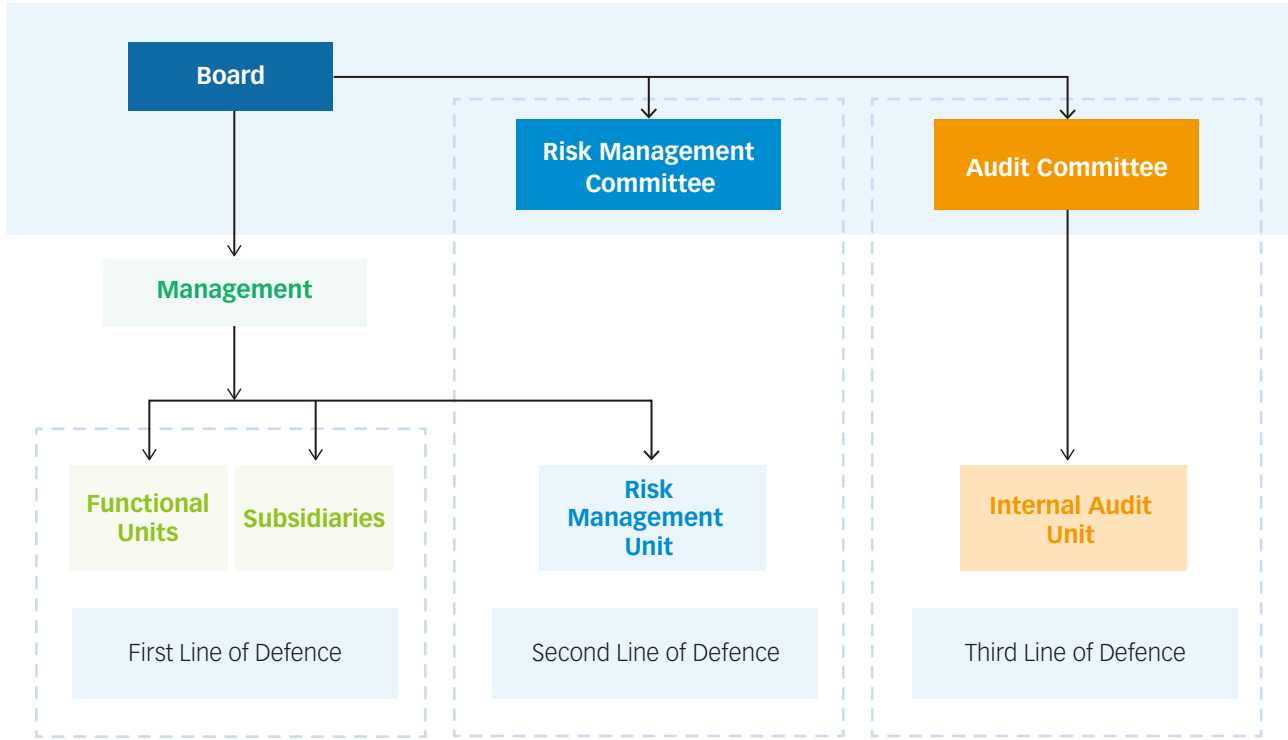 Board
Risk Management
Committee
Audit Committee
Management
Functional
Units
Subsidiaries
Risk
Management
Unit
Internal Audit
Unit
First Line of Defence
Second Line of Defence
Third Line of Defence